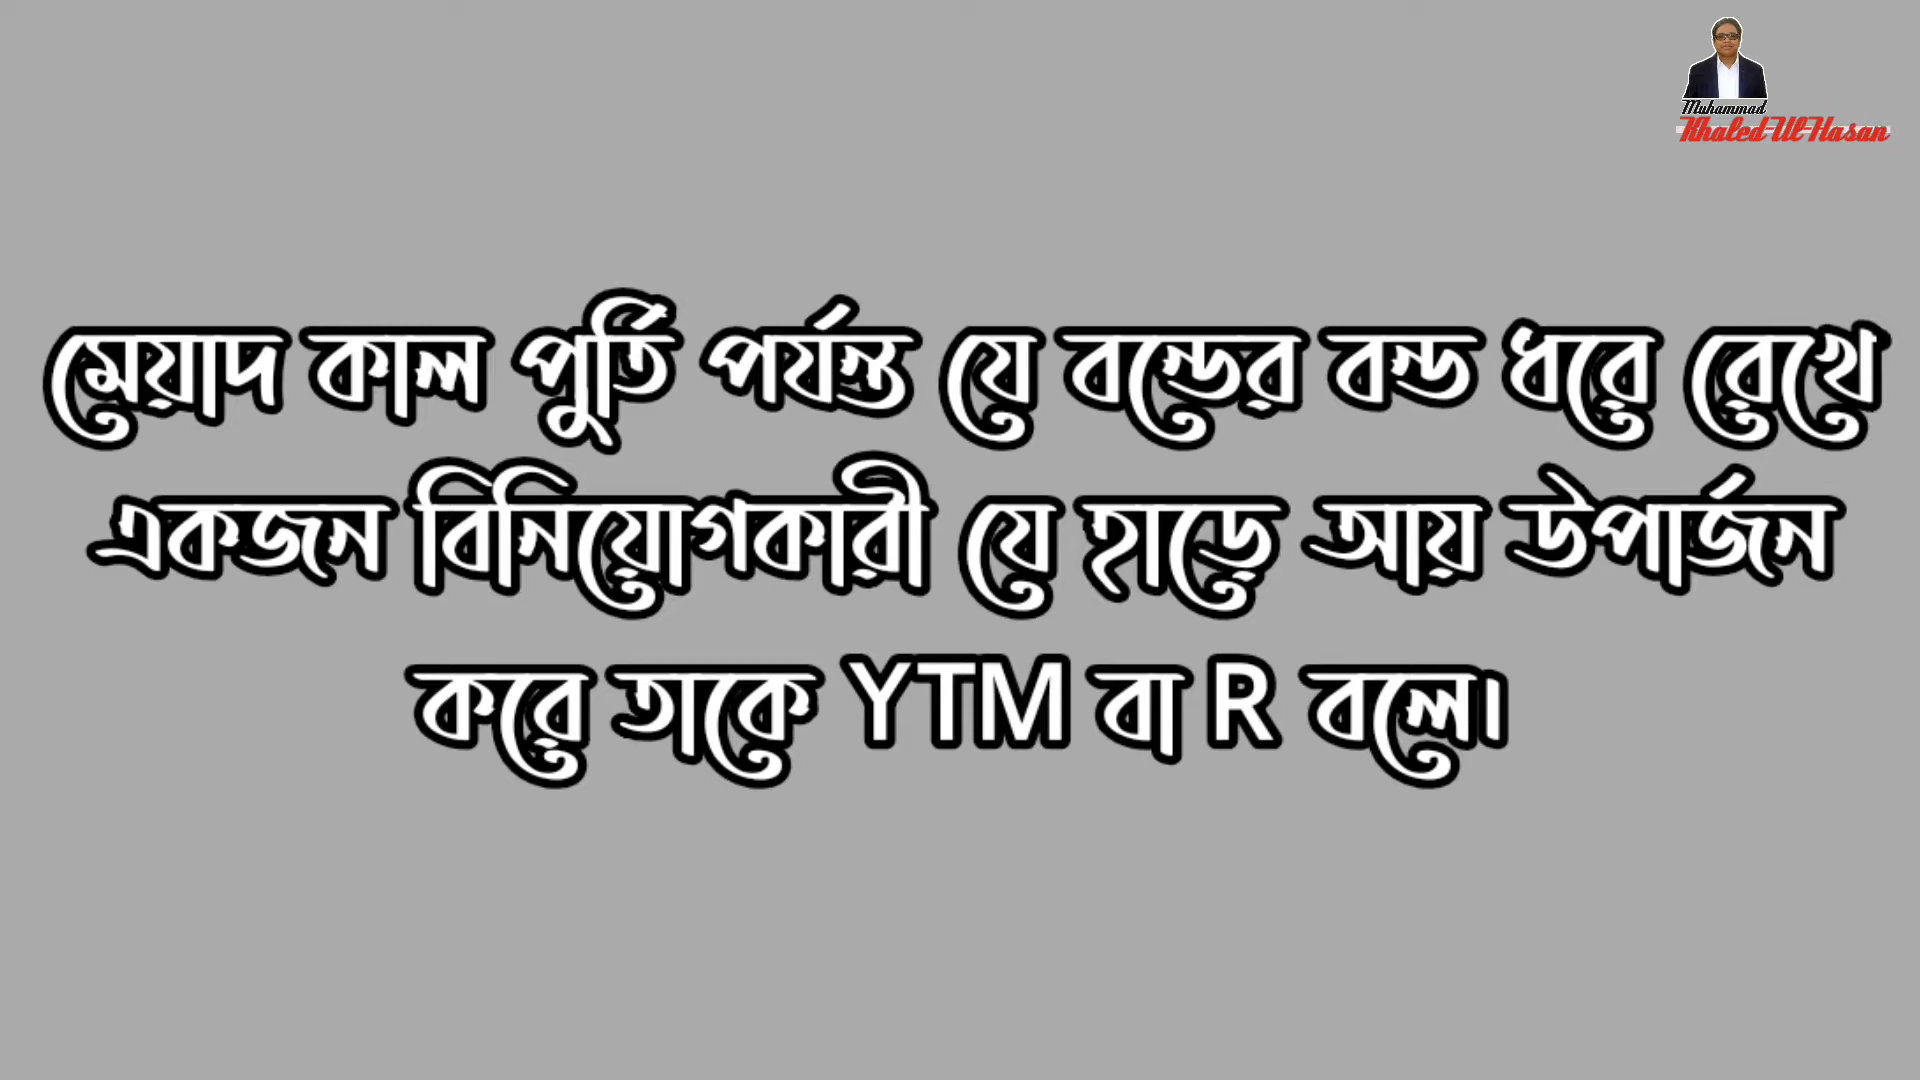 Muhammad
Khaled-Ul-Hasan
মেয়াদ কাল পুর্তি পর্যন্ত যে বন্ডের বন্ড ধরে রেখে
একজন বিনিয়োগকারী যে হাড়ে আয় উপার্জন
করে তাকে YTM বা R বলে।